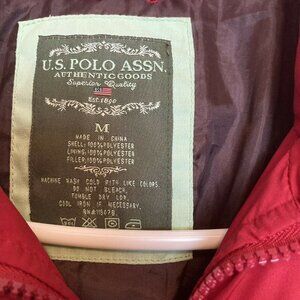 U.S. POLO ASSN.
AUTHENTIC GOODS
Superior Quality
Est. 1890
M
MADE IN CHINA
SHELL: 100% POLYESTER
LINING: 100% POLYESTER
FILLER: 100% POLYESTER
MACHINE WASH COLD WITH LIKE COLORS.
DO NOT BLEACH.
TUMBLE DRY LOW.
COOL IRON IF NECESSARY.